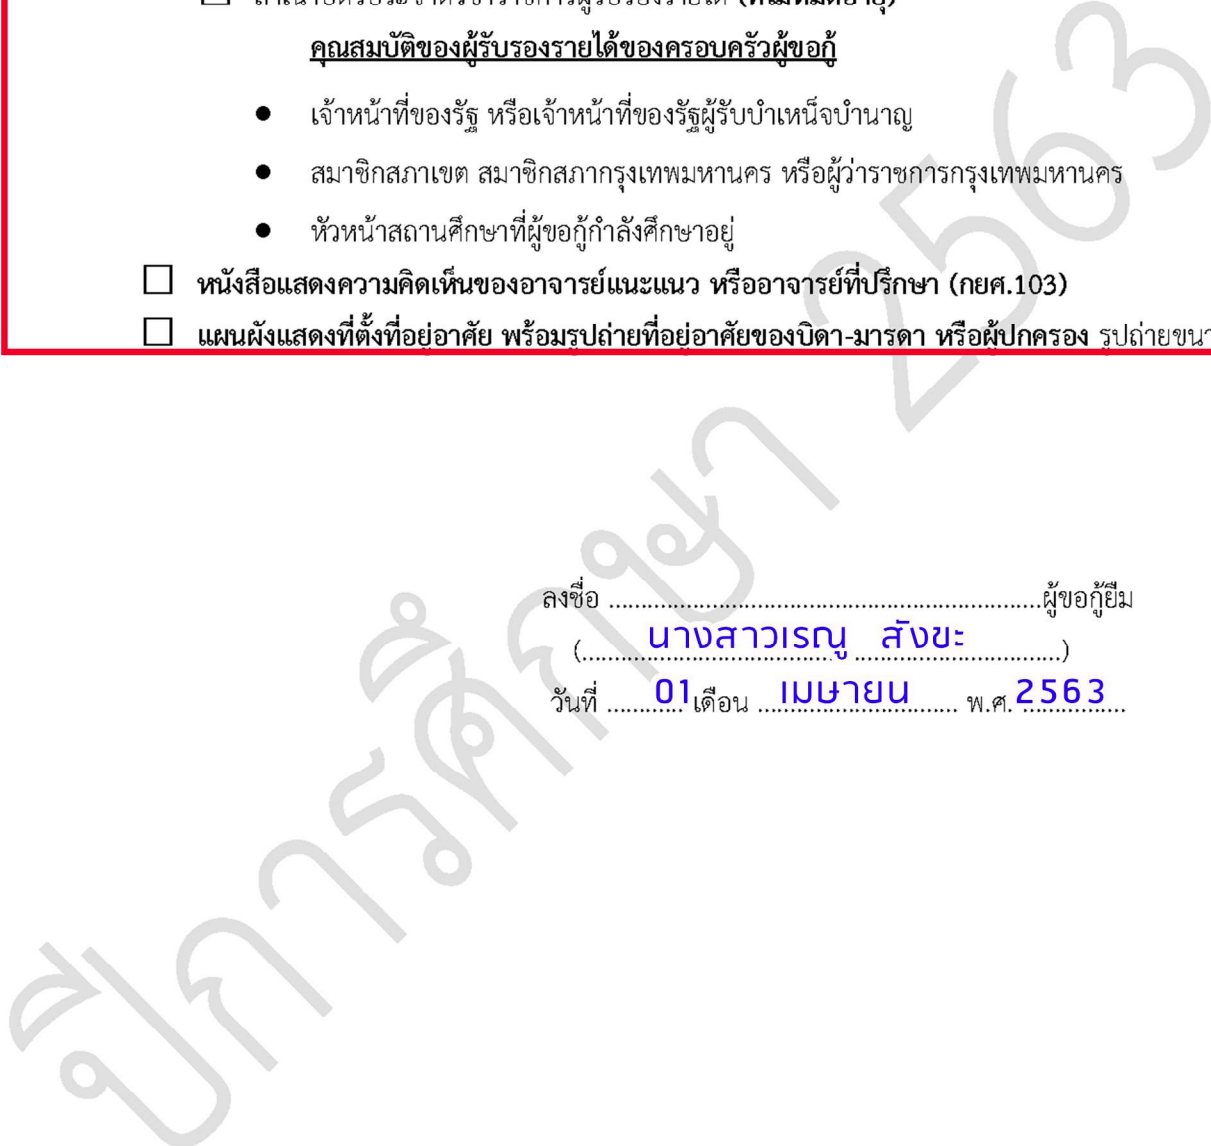 (ที่ไม่หมดอายุ)
คุณสมบัติของผู้รับรองรายได้ของครอบครัวผู้ขอกู้
● เจ้าหน้าที่ของรัฐ หรือเจ้าหน้าที่ของรัฐผู้รับบำเหน็จบำนาญ
● สมาชิกสภาเขต สมาชิกสภากรุงเทพมหานคร หรือผู้ว่าราชการกรุงเทพมหานคร
● หัวหน้าสถานศึกษาที่ผู้ขอกู้กำลังศึกษาอยู่
☐ หนังสือแสดงความคิดเห็นของอาจารย์แนะแนว หรืออาจารย์ที่ปรึกษา (กยศ.103)
☐ แผนผังแสดงที่ตั้งที่อยู่อาศัย พร้อมรูปถ่ายที่อยู่อาศัยของบิดา-มารดา หรือผู้ปกครอง รูปถ่าย
ลงชื่อ ....................................................................ผู้ขอกู้ยืม
(....... นางสาวเรณู สังขะ .......)
วันที่ ....01 เดือน .... เมษายน .... พ.ศ. 2563
ปีการศึกษา 2563